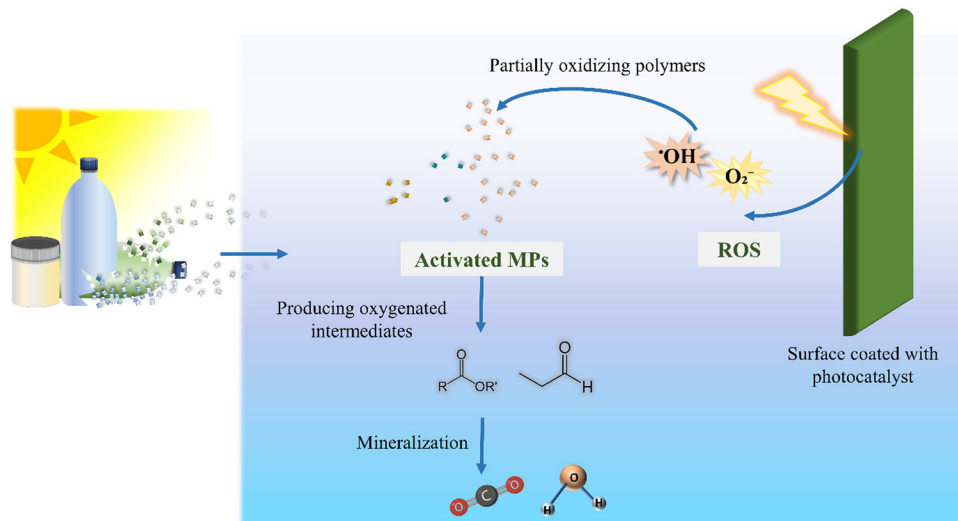 Partially oxidizing polymers
•OH
O₂⁻
ROS
Activated MPs
Producing oxygenated
intermediates
Surface coated with
photocatalyst
O
R
OR'
O
H
Mineralization
O
C
O
O
H
H